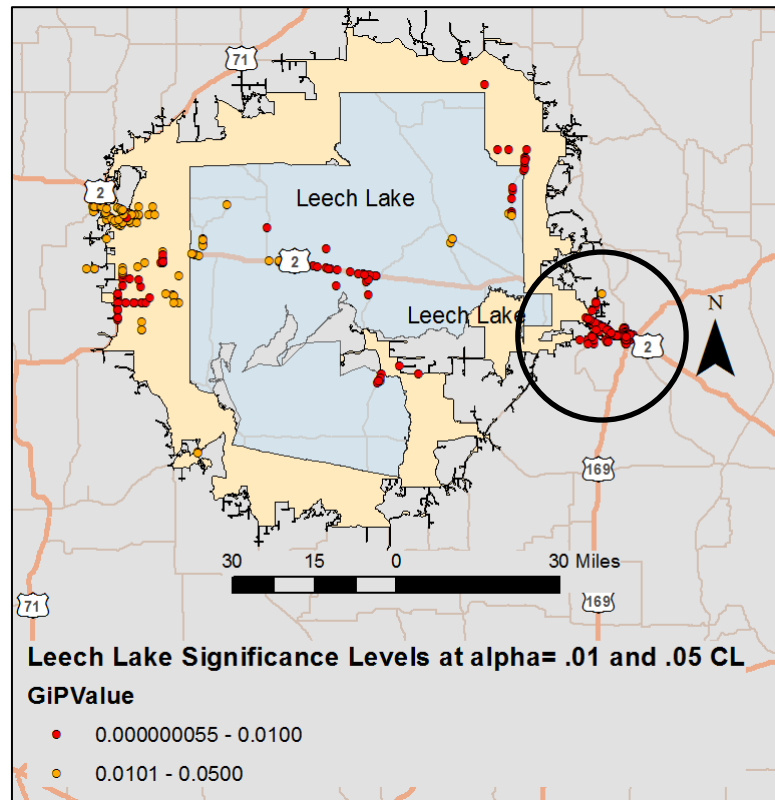 71
2
Leech Lake
2
Leech Lake
N
2
169
30 15 0 30 Miles
71
169
Leech Lake Significance Levels at alpha= .01 and .05 CL
GiPValue
0.000000055 - 0.0100
0.0101 - 0.0500